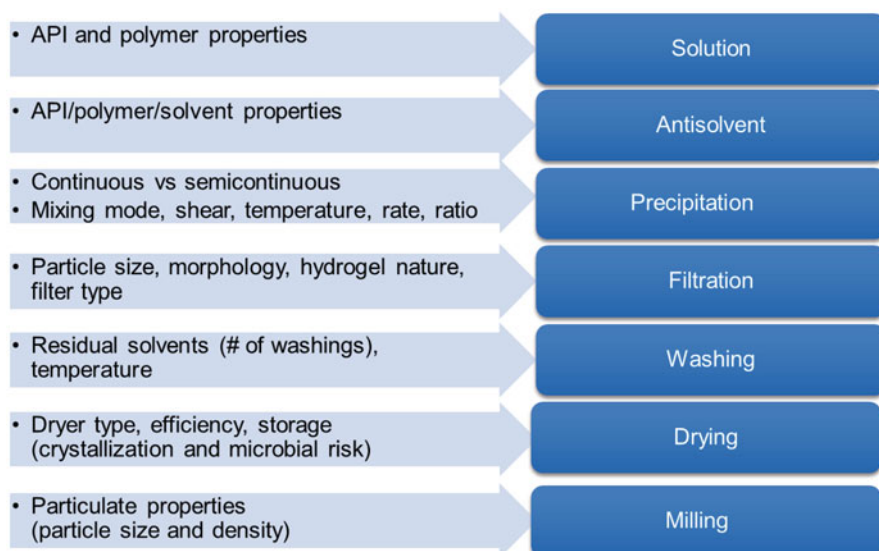 • API and polymer properties
Solution
• API/polymer/solvent properties
Antisolvent
• Continuous vs semicontinuous
• Mixing mode, shear, temperature, rate, ratio
Precipitation
• Particle size, morphology, hydrogel nature,
filter type
Filtration
• Residual solvents (# of washings),
temperature
Washing
• Dryer type, efficiency, storage
(crystallization and microbial risk)
Drying
• Particulate properties
(particle size and density)
Milling